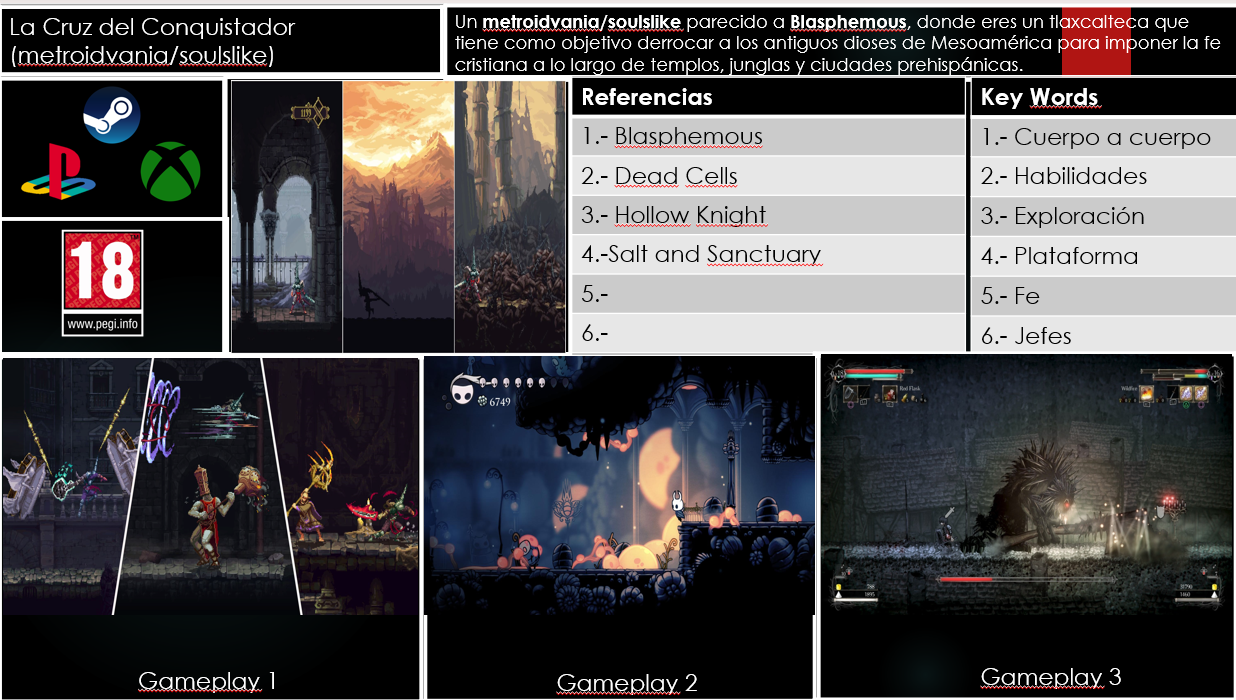 La Cruz del Conquistador
(metroidvania/soulslike)
Un metroidvania/soulslike parecido a Blasphemous, donde eres un tlaxcalteca que
tiene como objetivo derrocar a los antiguos dioses de Mesoamérica para imponer la fe
cristiana a lo largo de templos, junglas y ciudades prehispánicas.
18
www.pegi.info
1199
Referencias
1.- Blasphemous
2.- Dead Cells
3.- Hollow Knight
4.-Salt and Sanctuary
5.-
6.-
Key Words
1.- Cuerpo a cuerpo
2.- Habilidades
3.- Exploración
4.- Plataforma
5.- Fe
6.- Jefes
Gameplay 1
6749
Gameplay 2
Red Flask
Wildfire
Gameplay 3